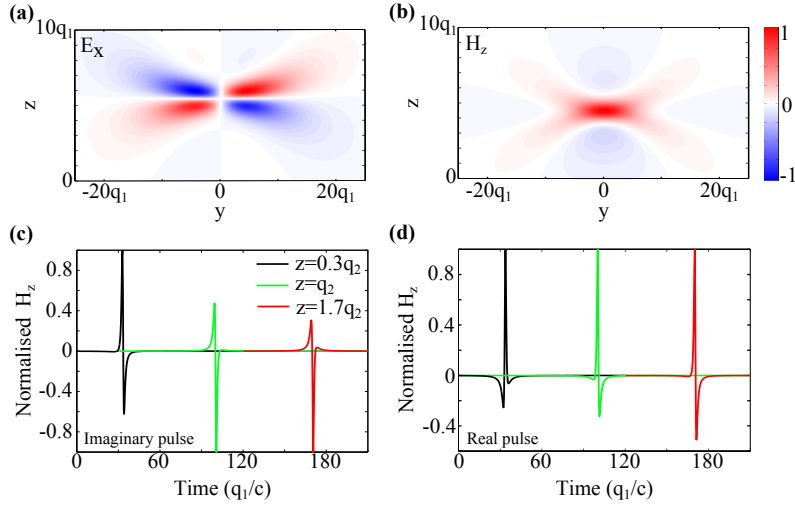 (a)
10q₁
E_x
z
0
-20q₁
0
20q₁
y
(b)
10q₁
H_z
z
0
-20q₁
0
20q₁
y
1
0
-1
(c)
0.8
0.4
0
-0.4
-0.8
Normalised H_z
z=0.3q₂
z=q₂
z=1.7q₂
Imaginary pulse
0
60
120
180
Time (q₁/c)
(d)
0.8
0.4
0
-0.4
Normalised H_z
Real pulse
0
60
120
180
Time (q₁/c)